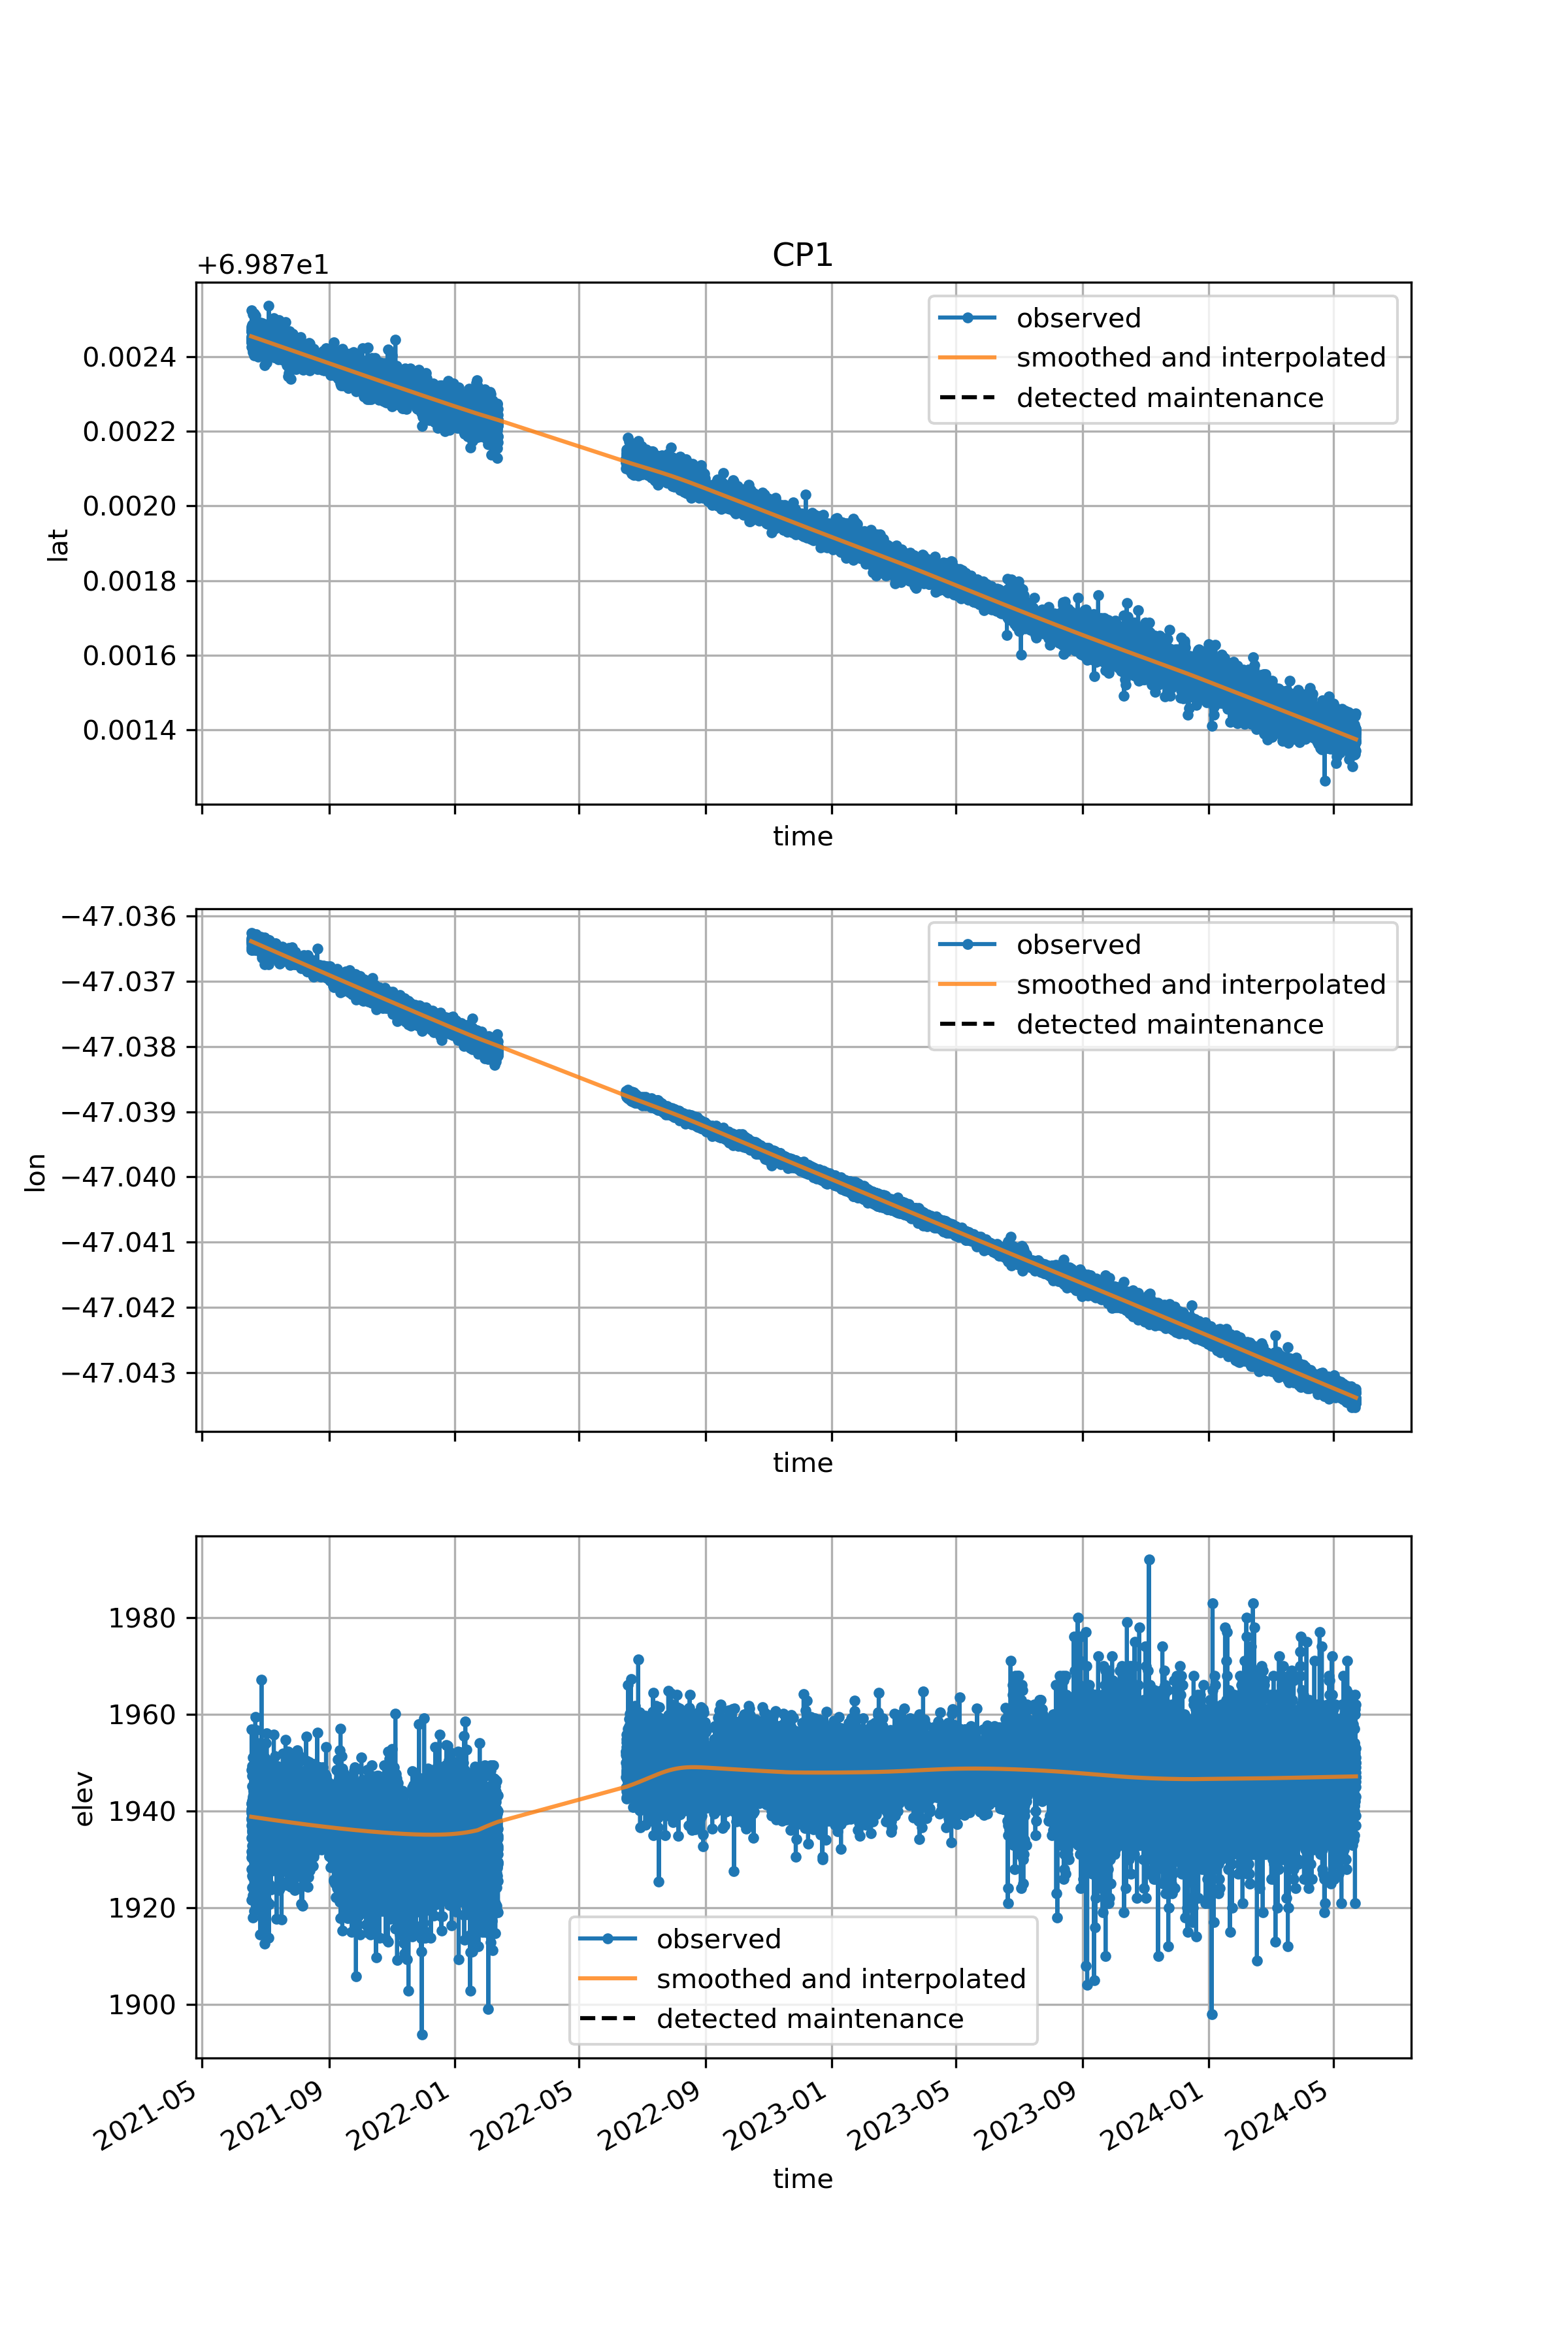 CP1
+6.987e1
0.0024
0.0022
0.0020
0.0018
0.0016
0.0014
lat
observed
smoothed and interpolated
detected maintenance
time
−47.036
−47.037
−47.038
−47.039
−47.040
−47.041
−47.042
−47.043
lon
observed
smoothed and interpolated
detected maintenance
time
1980
1960
1940
1920
1900
elev
observed
smoothed and interpolated
detected maintenance
2021-05
2021-09
2022-01
2022-05
2022-09
2023-01
2023-05
2023-09
2024-01
2024-05
time